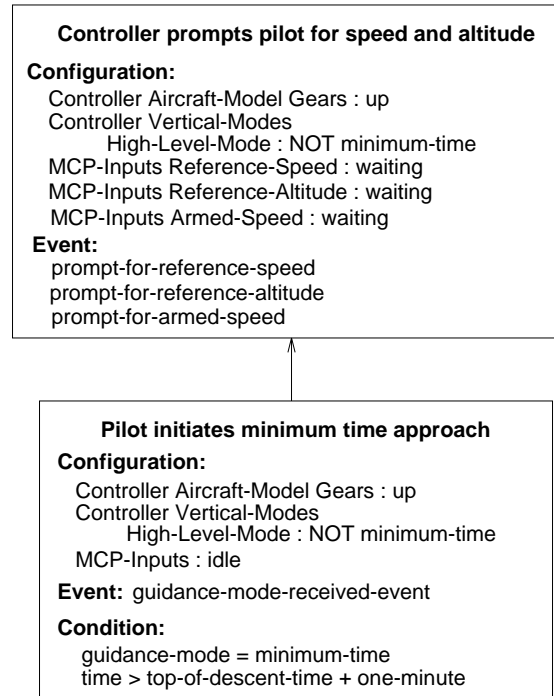 Controller prompts pilot for speed and altitude
Configuration:
Controller Aircraft-Model Gears : up
Controller Vertical-Modes
High-Level-Mode : NOT minimum-time
MCP-Inputs Reference-Speed : waiting
MCP-Inputs Reference-Altitude : waiting
MCP-Inputs Armed-Speed : waiting
Event:
prompt-for-reference-speed
prompt-for-reference-altitude
prompt-for-armed-speed
Pilot initiates minimum time approach
Configuration:
Controller Aircraft-Model Gears : up
Controller Vertical-Modes
High-Level-Mode : NOT minimum-time
MCP-Inputs : idle
Event: guidance-mode-received-event
Condition:
guidance-mode = minimum-time
time > top-of-descent-time + one-minute